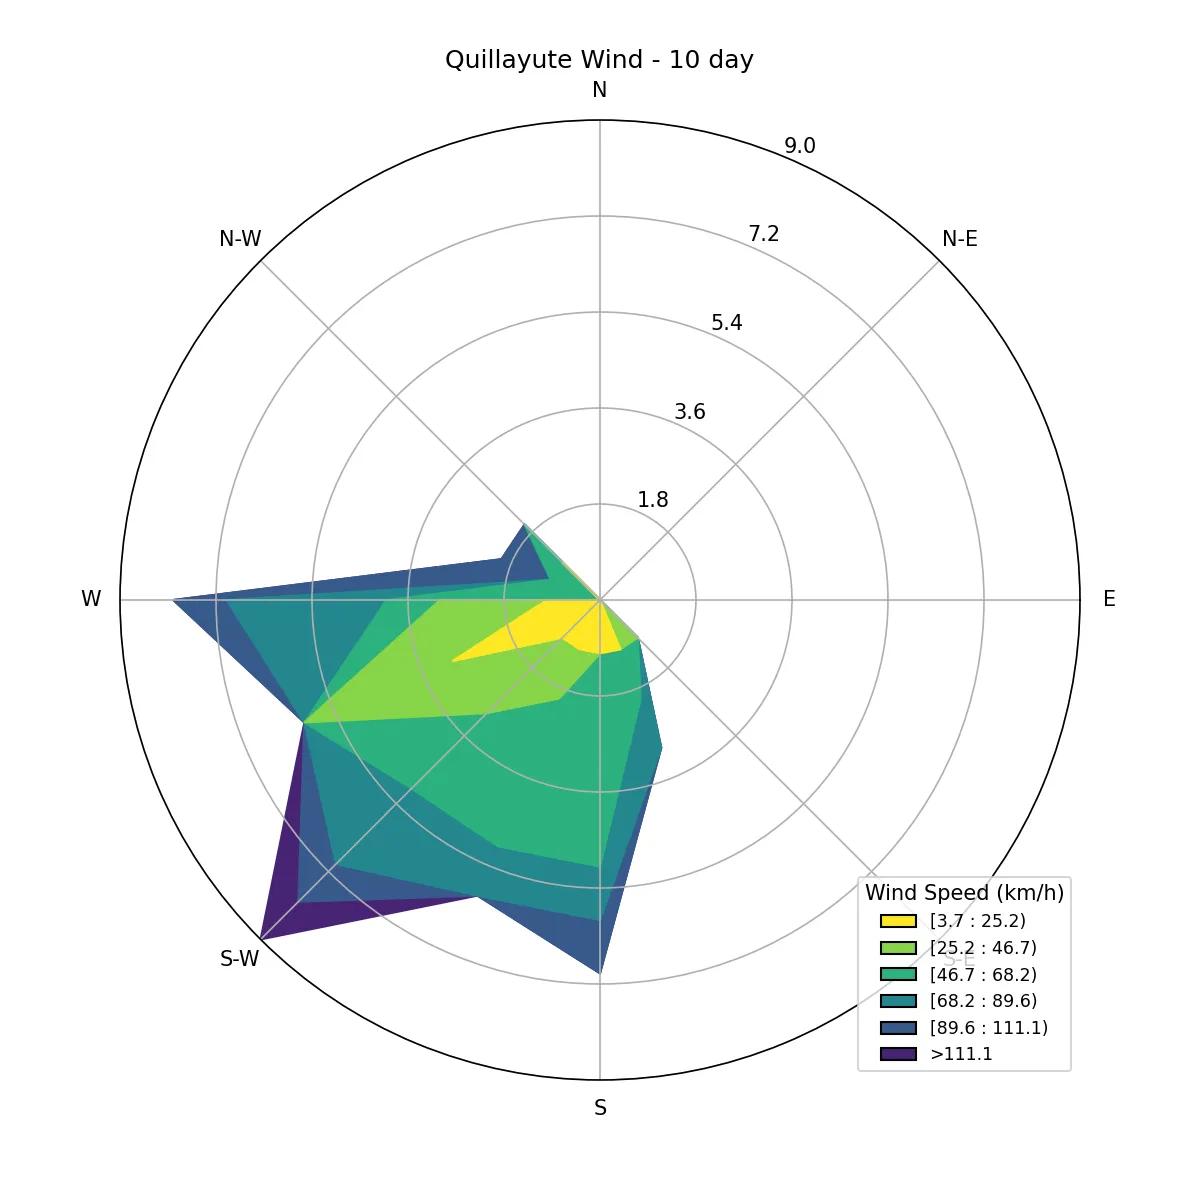 Quillayute Wind - 10 day
N
9.0
N-W
7.2
N-E
5.4
3.6
1.8
W
E
S-W
S-E
S
Wind Speed (km/h)
[3.7 : 25.2)
[25.2 : 46.7)
[46.7 : 68.2)
[68.2 : 89.6)
[89.6 : 111.1)
>111.1